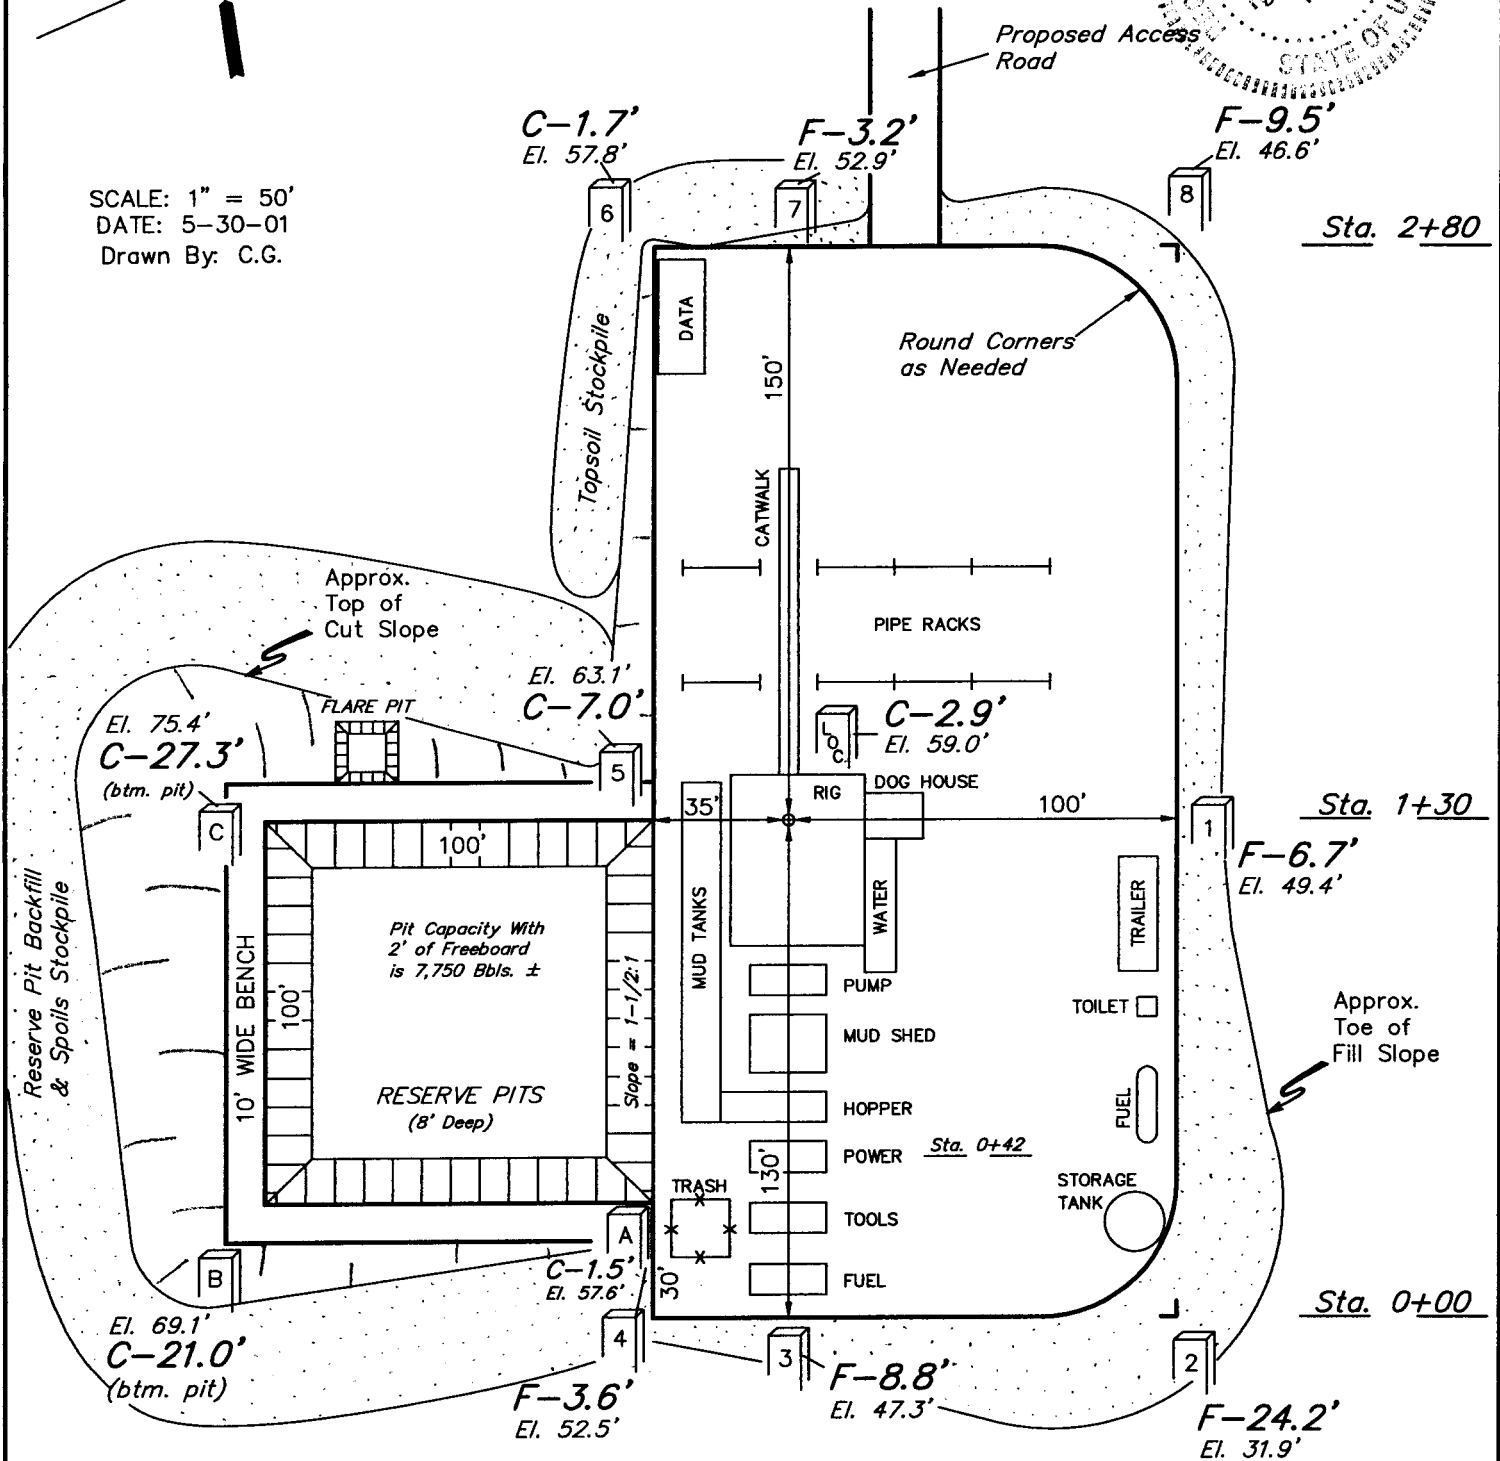 Proposed Access
Road
STATE OF U
C-1.7'
El. 57.8'
F-3.2'
El. 52.9'
F-9.5'
El. 46.6'
SCALE: 1" = 50'
DATE: 5-30-01
Drawn By: C.G.
6
7
8
Sta. 2+80
DATA
Topsoil Stockpile
150'
Round Corners
as Needed
CATWALK
Approx.
Top of
Cut Slope
PIPE RACKS
El. 63.1'
C-7.0'
FLARE PIT
El. 75.4'
C-27.3'
(btm. pit)
LOC.
C-2.9'
El. 59.0'
5
C
RIG
DOG HOUSE
35'
100'
1
Sta. 1+30
F-6.7'
El. 49.4'
100'
Reserve Pit Backfill
& Spoils Stockpile
10' WIDE BENCH
100'
Pit Capacity With
2' of Freeboard
is 7,750 Bbls. ±
Slope = 1-1/2:1
MUD TANKS
WATER
TRAILER
PUMP
TOILET
MUD SHED
Approx.
Toe of
Fill Slope
RESERVE PITS
(8' Deep)
HOPPER
FUEL
POWER
Sta. 0+42
130'
TRASH
STORAGE
TANK
TOOLS
A
B
C-1.5'
El. 57.6'
30'
FUEL
Sta. 0+00
El. 69.1'
C-21.0'
(btm. pit)
4
3
2
F-3.6'
El. 52.5'
F-8.8'
El. 47.3'
F-24.2'
El. 31.9'